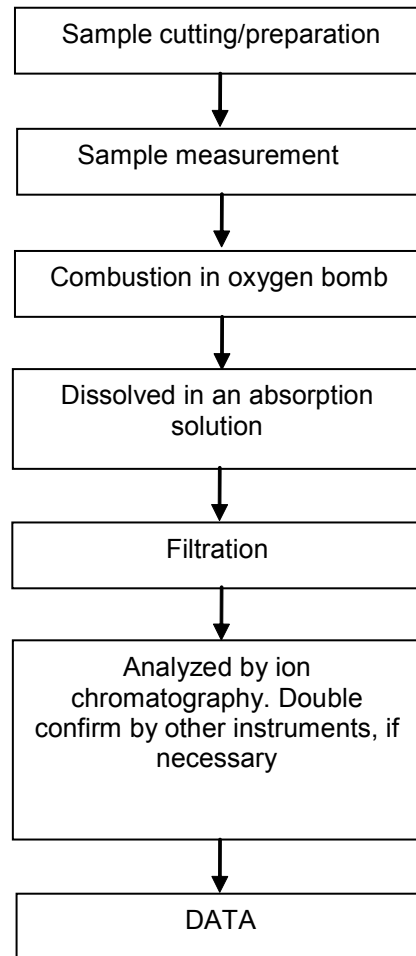 Sample cutting/preparation
Sample measurement
Combustion in oxygen bomb
Dissolved in an absorption
solution
Filtration
Analyzed by ion
chromatography. Double
confirm by other instruments, if
necessary
DATA